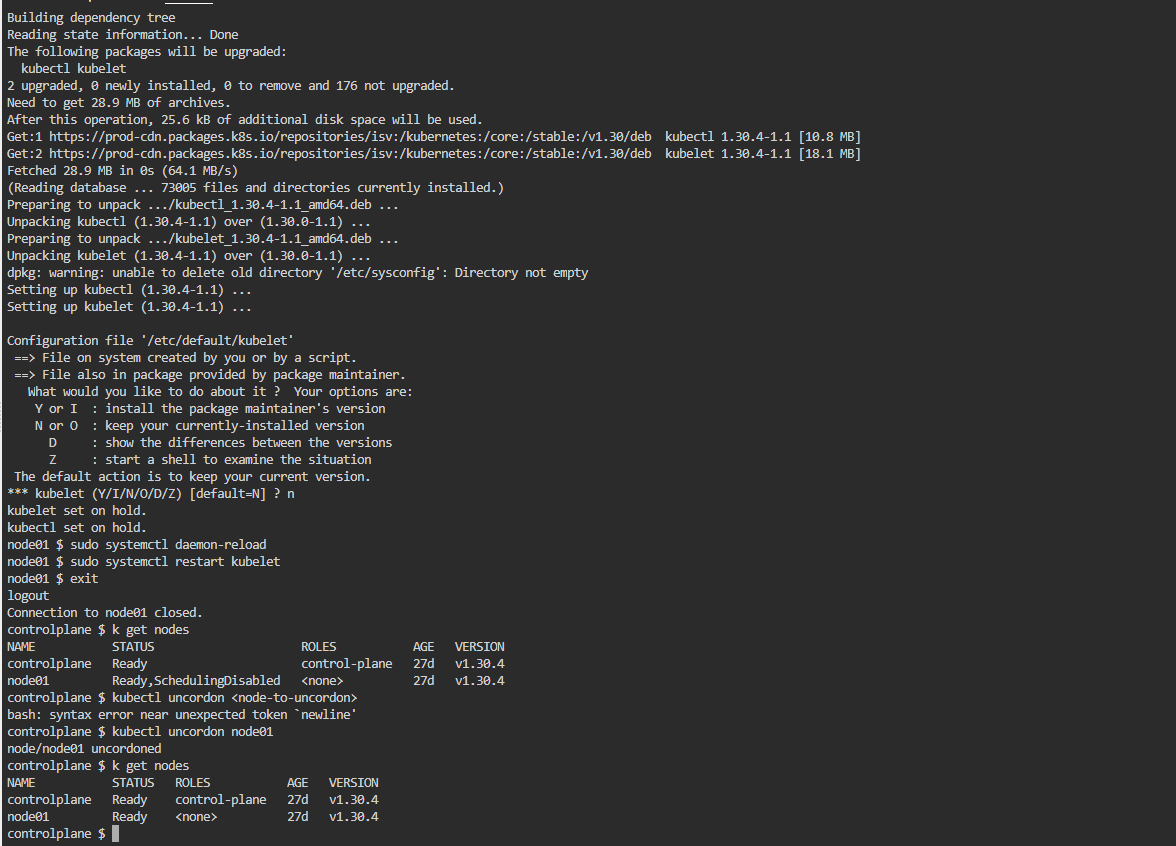 Building dependency tree
Reading state information... Done
The following packages will be upgraded:
  kubectl kubelet
2 upgraded, 0 newly installed, 0 to remove and 176 not upgraded.
Need to get 28.9 MB of archives.
After this operation, 25.6 kB of additional disk space will be used.
Get:1 https://prod-cdn.packages.k8s.io/repositories/isv:/kubernetes:/core:/stable:/v1.30/deb  kubectl 1.30.4-1.1 [10.8 MB]
Get:2 https://prod-cdn.packages.k8s.io/repositories/isv:/kubernetes:/core:/stable:/v1.30/deb  kubelet 1.30.4-1.1 [18.1 MB]
Fetched 28.9 MB in 0s (64.1 MB/s)
(Reading database ... 73005 files and directories currently installed.)
Preparing to unpack .../kubectl_1.30.4-1.1_amd64.deb ...
Unpacking kubectl (1.30.4-1.1) over (1.30.0-1.1) ...
Preparing to unpack .../kubelet_1.30.4-1.1_amd64.deb ...
Unpacking kubelet (1.30.4-1.1) over (1.30.0-1.1) ...
dpkg: warning: unable to delete old directory '/etc/sysconfig': Directory not empty
Setting up kubectl (1.30.4-1.1) ...
Setting up kubelet (1.30.4-1.1) ...

Configuration file '/etc/default/kubelet'
 ==> File on system created by you or by a script.
 ==> File also in package provided by package maintainer.
   What would you like to do about it ?  Your options are:
    Y or I  : install the package maintainer's version
    N or O  : keep your currently-installed version
      D     : show the differences between the versions
      Z     : start a shell to examine the situation
 The default action is to keep your current version.
*** kubelet (Y/I/N/O/D/Z) [default=N] ? n
kubelet set on hold.
kubectl set on hold.
node01 $ sudo systemctl daemon-reload
node01 $ sudo systemctl restart kubelet
node01 $ exit
logout
Connection to node01 closed.
controlplane $ k get nodes
NAME           STATUS                     ROLES           AGE   VERSION
controlplane   Ready                      control-plane   27d   v1.30.4
node01         Ready,SchedulingDisabled   <none>          27d   v1.30.4
controlplane $ kubectl uncordon <node-to-uncordon>
bash: syntax error near unexpected token `newline'
controlplane $ kubectl uncordon node01
node/node01 uncordoned
controlplane $ k get nodes
NAME           STATUS   ROLES           AGE   VERSION
controlplane   Ready    control-plane   27d   v1.30.4
node01         Ready    <none>          27d   v1.30.4
controlplane $